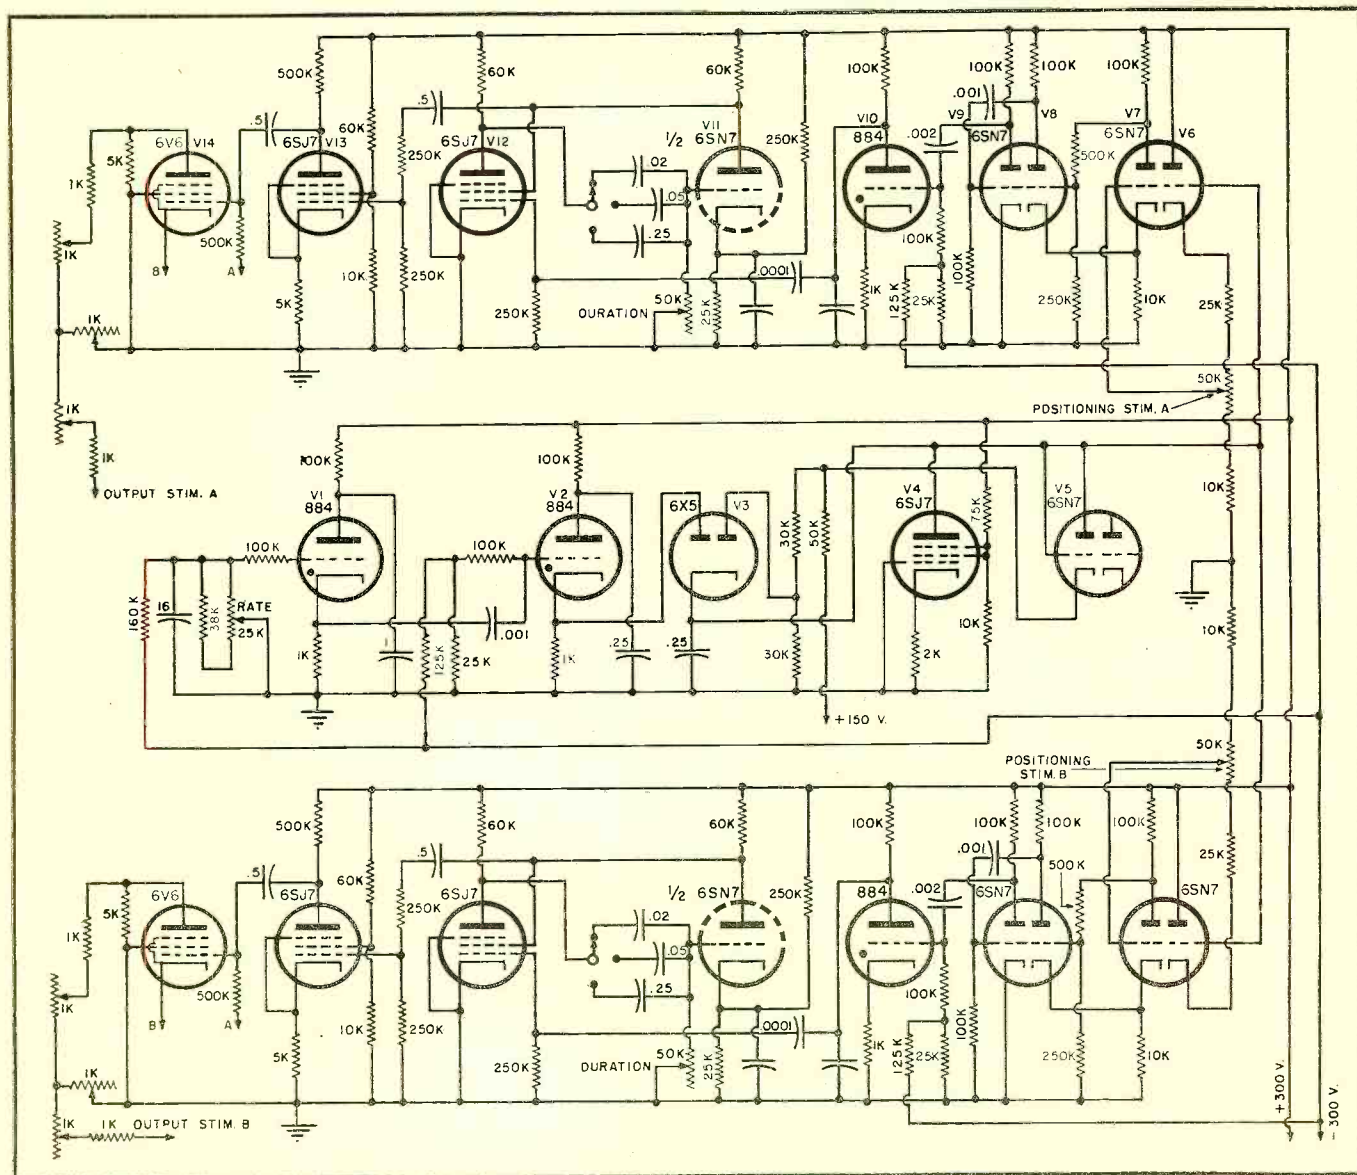 500K
60K
60K
100K
100K
100K
100K
.5
.5
.001
V7
V6
6V6 V14
6SJ7 V13
60K
6SJ7 V12
½
V11
6SN7
250K
V10
884
.002
V9
6SN7
V8
6SN7
5K
250K
.02
500K
1K
.05
500K
.25
B
A
100K
1K
10K
250K
.0001
1K
125K
25K
100K
250K
10K
25K
5K
250K
DURATION
50K
25K
1K
50K
POSITIONING STIM. A
1K
1K
OUTPUT STIM. A
100K
100K
10K
V1
884
V2
884
6X5
V3
V4
6SJ7
75K
V5
6SN7
30K
50K
100K
100K
160K
16
38K
RATE
25K
.001
10K
10K
1K
.1
125K
25K
1K
.25
.25
30K
2K
+150 V.
50K
POSITIONING
STIM. B
500K
60K
60K
100K
100K
100K
100K
.5
.5
.001
500K
25K
6V6
6SJ7
60K
6SJ7
½
6SN7
250K
884
.002
6SN7
6SN7
5K
250K
.02
1K
.05
.25
500K
100K
1K
B
A
10K
250K
.0001
100K
5K
250K
DURATION
50K
25K
1K
125K
25K
250K
10K
1K
1K
1K
OUTPUT STIM. B
+300 V.
-300 V.